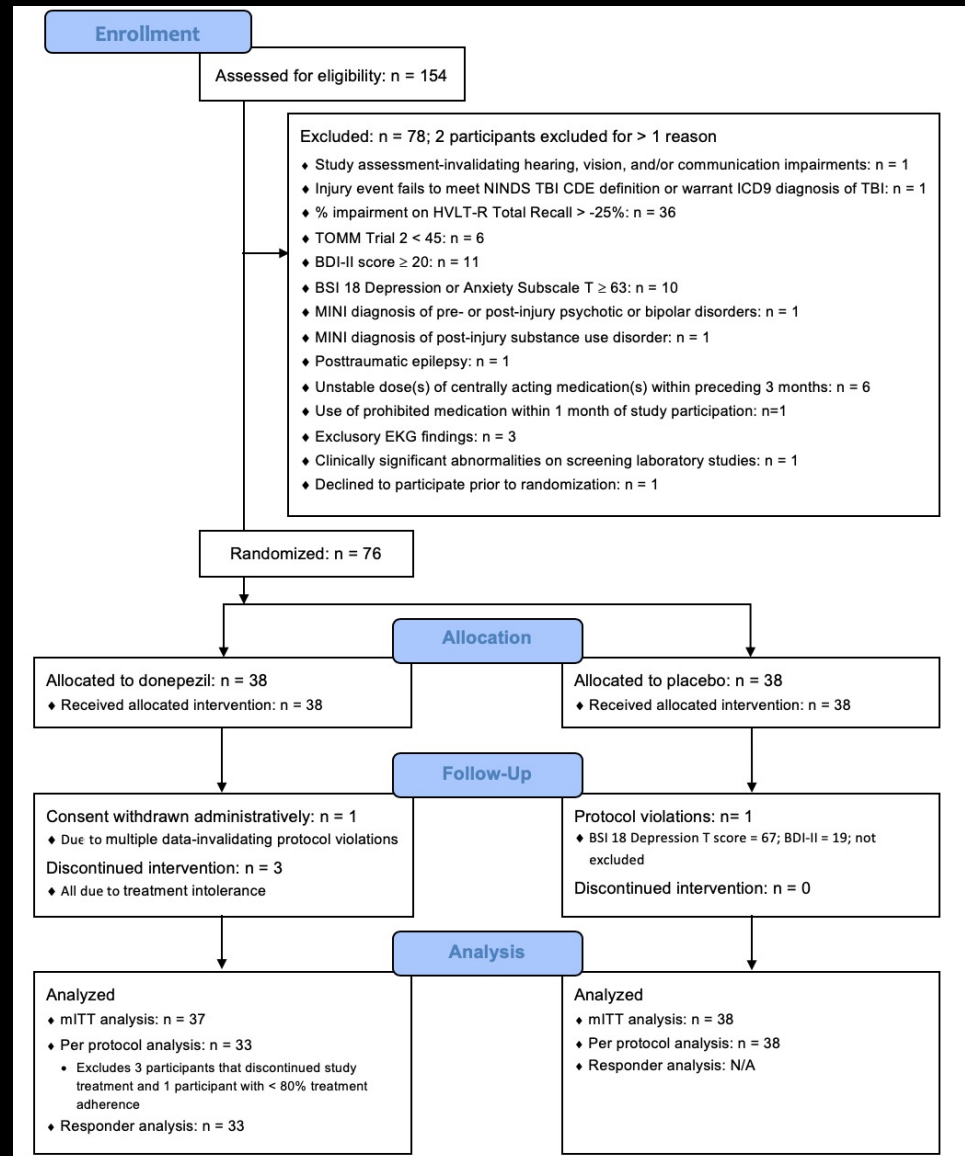 Enrollment
Assessed for eligibility: n = 154
Excluded: n = 78; 2 participants excluded for > 1 reason
♦ Study assessment-invalidating hearing, vision, and/or communication impairments: n = 1
♦ Injury event fails to meet NINDS TBI CDE definition or warrant ICD9 diagnosis of TBI: n = 1
♦ % impairment on HVLT-R Total Recall > -25%: n = 36
♦ TOMM Trial 2 < 45: n = 6
♦ BDI-II score ≥ 20: n = 11
♦ BSI 18 Depression or Anxiety Subscale T ≥ 63: n = 10
♦ MINI diagnosis of pre- or post-injury psychotic or bipolar disorders: n = 1
♦ MINI diagnosis of post-injury substance use disorder: n = 1
♦ Posttraumatic epilepsy: n = 1
♦ Unstable dose(s) of centrally acting medication(s) within preceding 3 months: n = 6
♦ Use of prohibited medication within 1 month of study participation: n=1
♦ Exclusory EKG findings: n = 3
♦ Clinically significant abnormalities on screening laboratory studies: n = 1
♦ Declined to participate prior to randomization: n = 1
Randomized: n = 76
Allocation
Allocated to donepezil: n = 38
♦ Received allocated intervention: n = 38
Allocated to placebo: n = 38
♦ Received allocated intervention: n = 38
Follow-Up
Consent withdrawn administratively: n = 1
♦ Due to multiple data-invalidating protocol violations
Discontinued intervention: n = 3
♦ All due to treatment intolerance
Protocol violations: n= 1
♦ BSI 18 Depression T score = 67; BDI-II = 19; not
excluded
Discontinued intervention: n = 0
Analysis
Analyzed
♦ mITT analysis: n = 37
♦ Per protocol analysis: n = 33
• Excludes 3 participants that discontinued study
treatment and 1 participant with < 80% treatment
adherence
♦ Responder analysis: n = 33
Analyzed
♦ mITT analysis: n = 38
♦ Per protocol analysis: n = 38
♦ Responder analysis: N/A